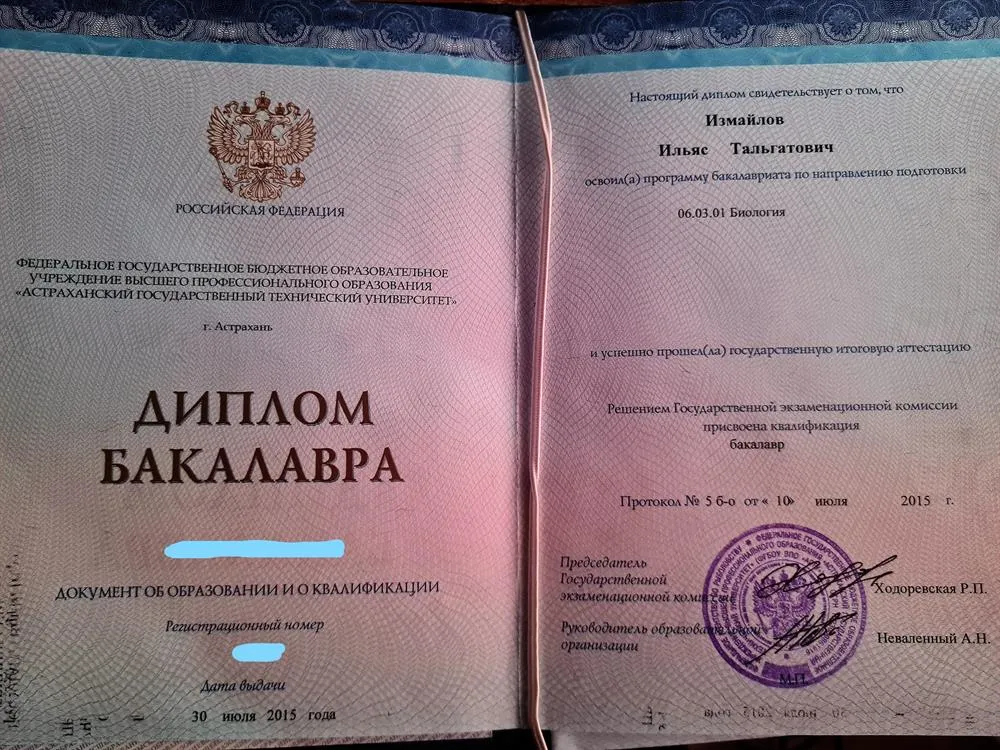 РОССИЙСКАЯ ФЕДЕРАЦИЯ
ФЕДЕРАЛЬНОЕ ГОСУДАРСТВЕННОЕ БЮДЖЕТНОЕ ОБРАЗОВАТЕЛЬНОЕ
УЧРЕЖДЕНИЕ ВЫСШЕГО ПРОФЕССИОНАЛЬНОГО ОБРАЗОВАНИЯ
«АСТРАХАНСКИЙ ГОСУДАРСТВЕННЫЙ ТЕХНИЧЕСКИЙ УНИВЕРСИТЕТ»
г. Астрахань
ДИПЛОМ
БАКАЛАВРА
ДОКУМЕНТ ОБ ОБРАЗОВАНИИ И О КВАЛИФИКАЦИИ
Регистрационный номер
Дата выдачи
30 июля 2015 года
Настоящий диплом свидетельствует о том, что
Измайлов
Ильяс Тальгатович
освоил(а) программу бакалавриата по направлению подготовки
06.03.01 Биология
и успешно прошел(ла) государственную итоговую аттестацию
Решением Государственной экзаменационной комиссии
присвоена квалификация
бакалавр
Протокол № 5 б-о от « 10» июля 2015 г.
Председатель
Государственной
экзаменационной комиссии
Ходоревская Р.П.
Руководитель образовательной
организации
Неваленный А.Н.
М.П.